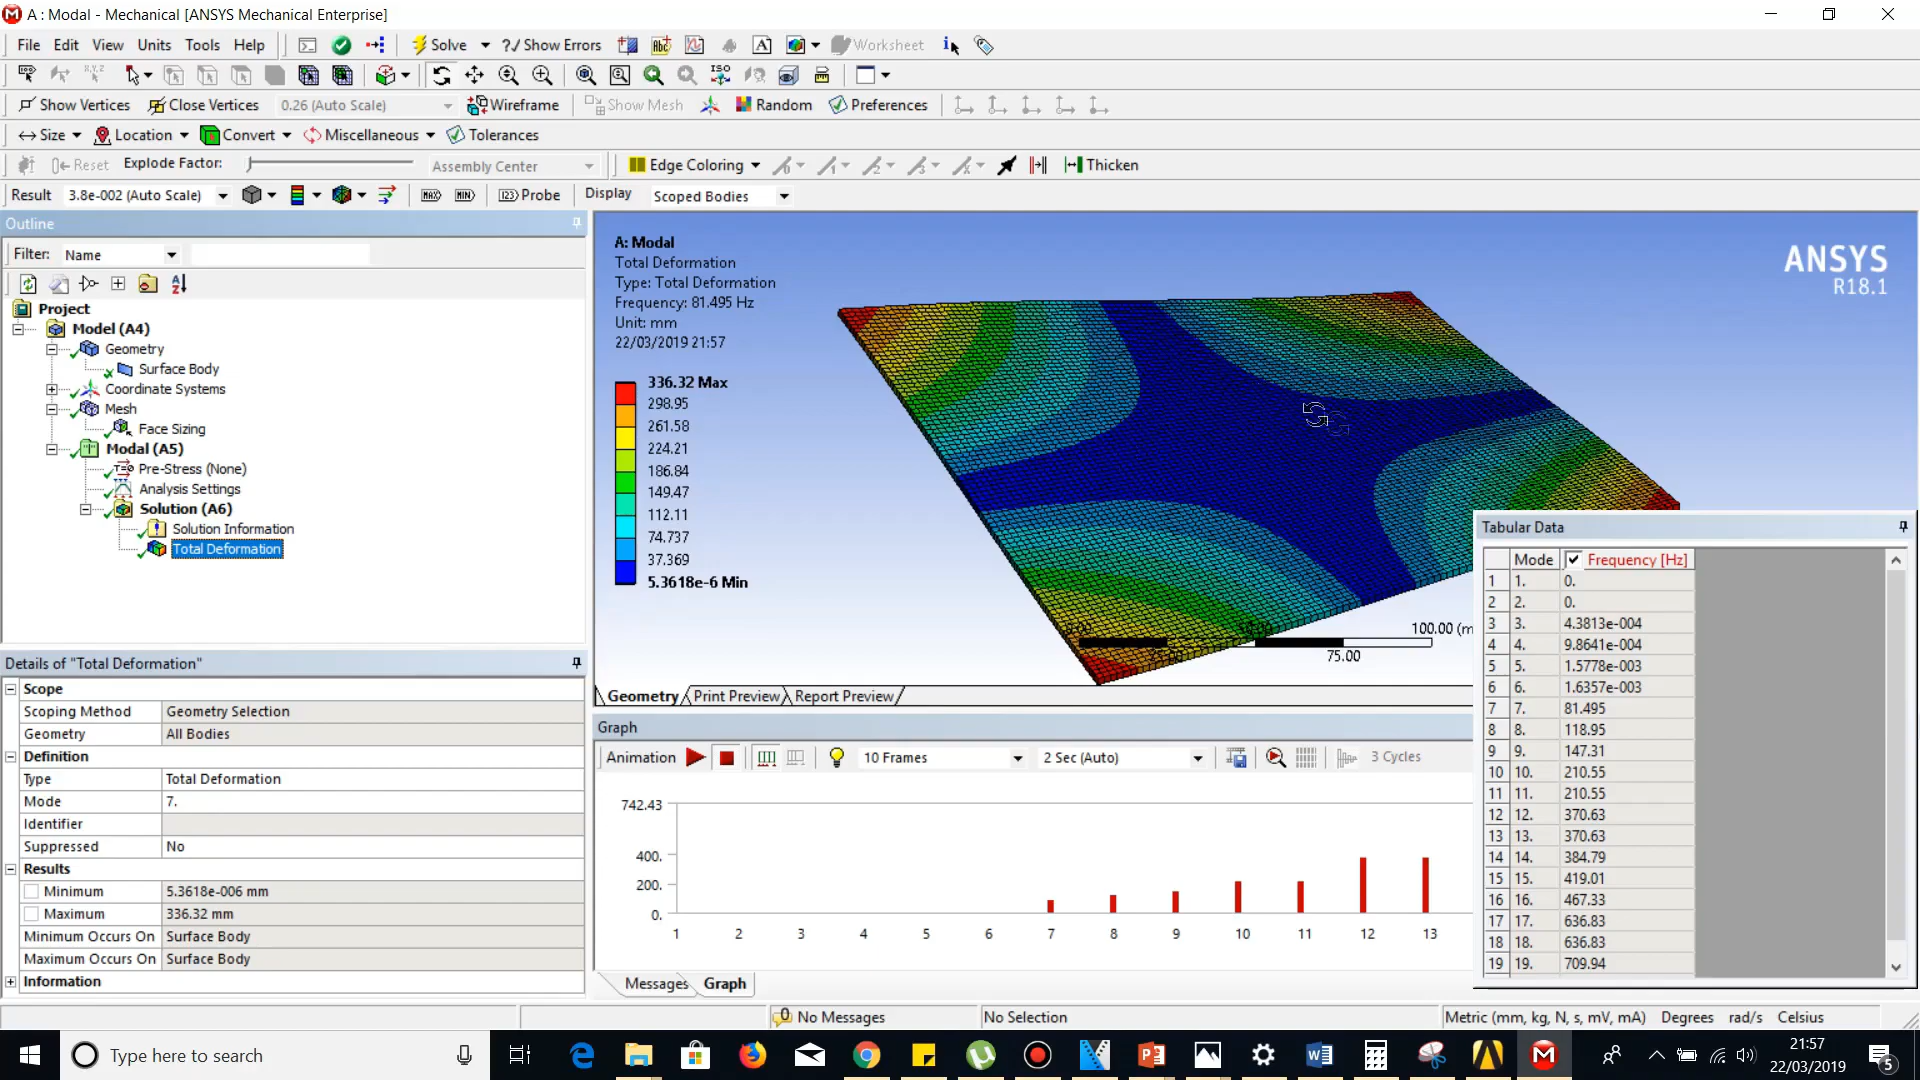 A : Modal - Mechanical [ANSYS Mechanical Enterprise]
File Edit View Units Tools Help Solve ?/ Show Errors Worksheet
ISO
Show Vertices Close Vertices 0.26 (Auto Scale) Wireframe Show Mesh Random Preferences
Size Location Convert Miscellaneous Tolerances
Reset Explode Factor: Assembly Center Edge Coloring Thicken
Result 3.8e-002 (Auto Scale) MAX MIN Probe Display Scoped Bodies
Outline
Filter: Name
Project
Model (A4)
Geometry
Surface Body
Coordinate Systems
Mesh
Face Sizing
Modal (A5)
Pre-Stress (None)
Analysis Settings
Solution (A6)
Solution Information
Total Deformation
Details of "Total Deformation"
Scope
Scoping Method Geometry Selection
Geometry All Bodies
Definition
Type Total Deformation
Mode 7.
Identifier
Suppressed No
Results
Minimum 5.3618e-006 mm
Maximum 336.32 mm
Minimum Occurs On Surface Body
Maximum Occurs On Surface Body
Information
A: Modal
Total Deformation
Type: Total Deformation
Frequency: 81.495 Hz
Unit: mm
22/03/2019 21:57
336.32 Max
298.95
261.58
224.21
186.84
149.47
112.11
74.737
37.369
5.3618e-6 Min
ANSYS
R18.1
100.00 (m
75.00
Geometry Print Preview Report Preview
Graph
Animation 10 Frames 2 Sec (Auto) 3 Cycles
742.43
400.
200.
0.
1 2 3 4 5 6 7 8 9 10 11 12 13
Messages Graph
Tabular Data
Mode Frequency [Hz]
1 1. 0.
2 2. 0.
3 3. 4.3813e-004
4 4. 9.8641e-004
5 5. 1.5778e-003
6 6. 1.6357e-003
7 7. 81.495
8 8. 118.95
9 9. 147.31
10 10. 210.55
11 11. 210.55
12 12. 370.63
13 13. 370.63
14 14. 384.79
15 15. 419.01
16 16. 467.33
17 17. 636.83
18 18. 636.83
19 19. 709.94
No Messages No Selection Metric (mm, kg, N, s, mV, mA) Degrees rad/s Celsius
Type here to search
21:57
22/03/2019
5